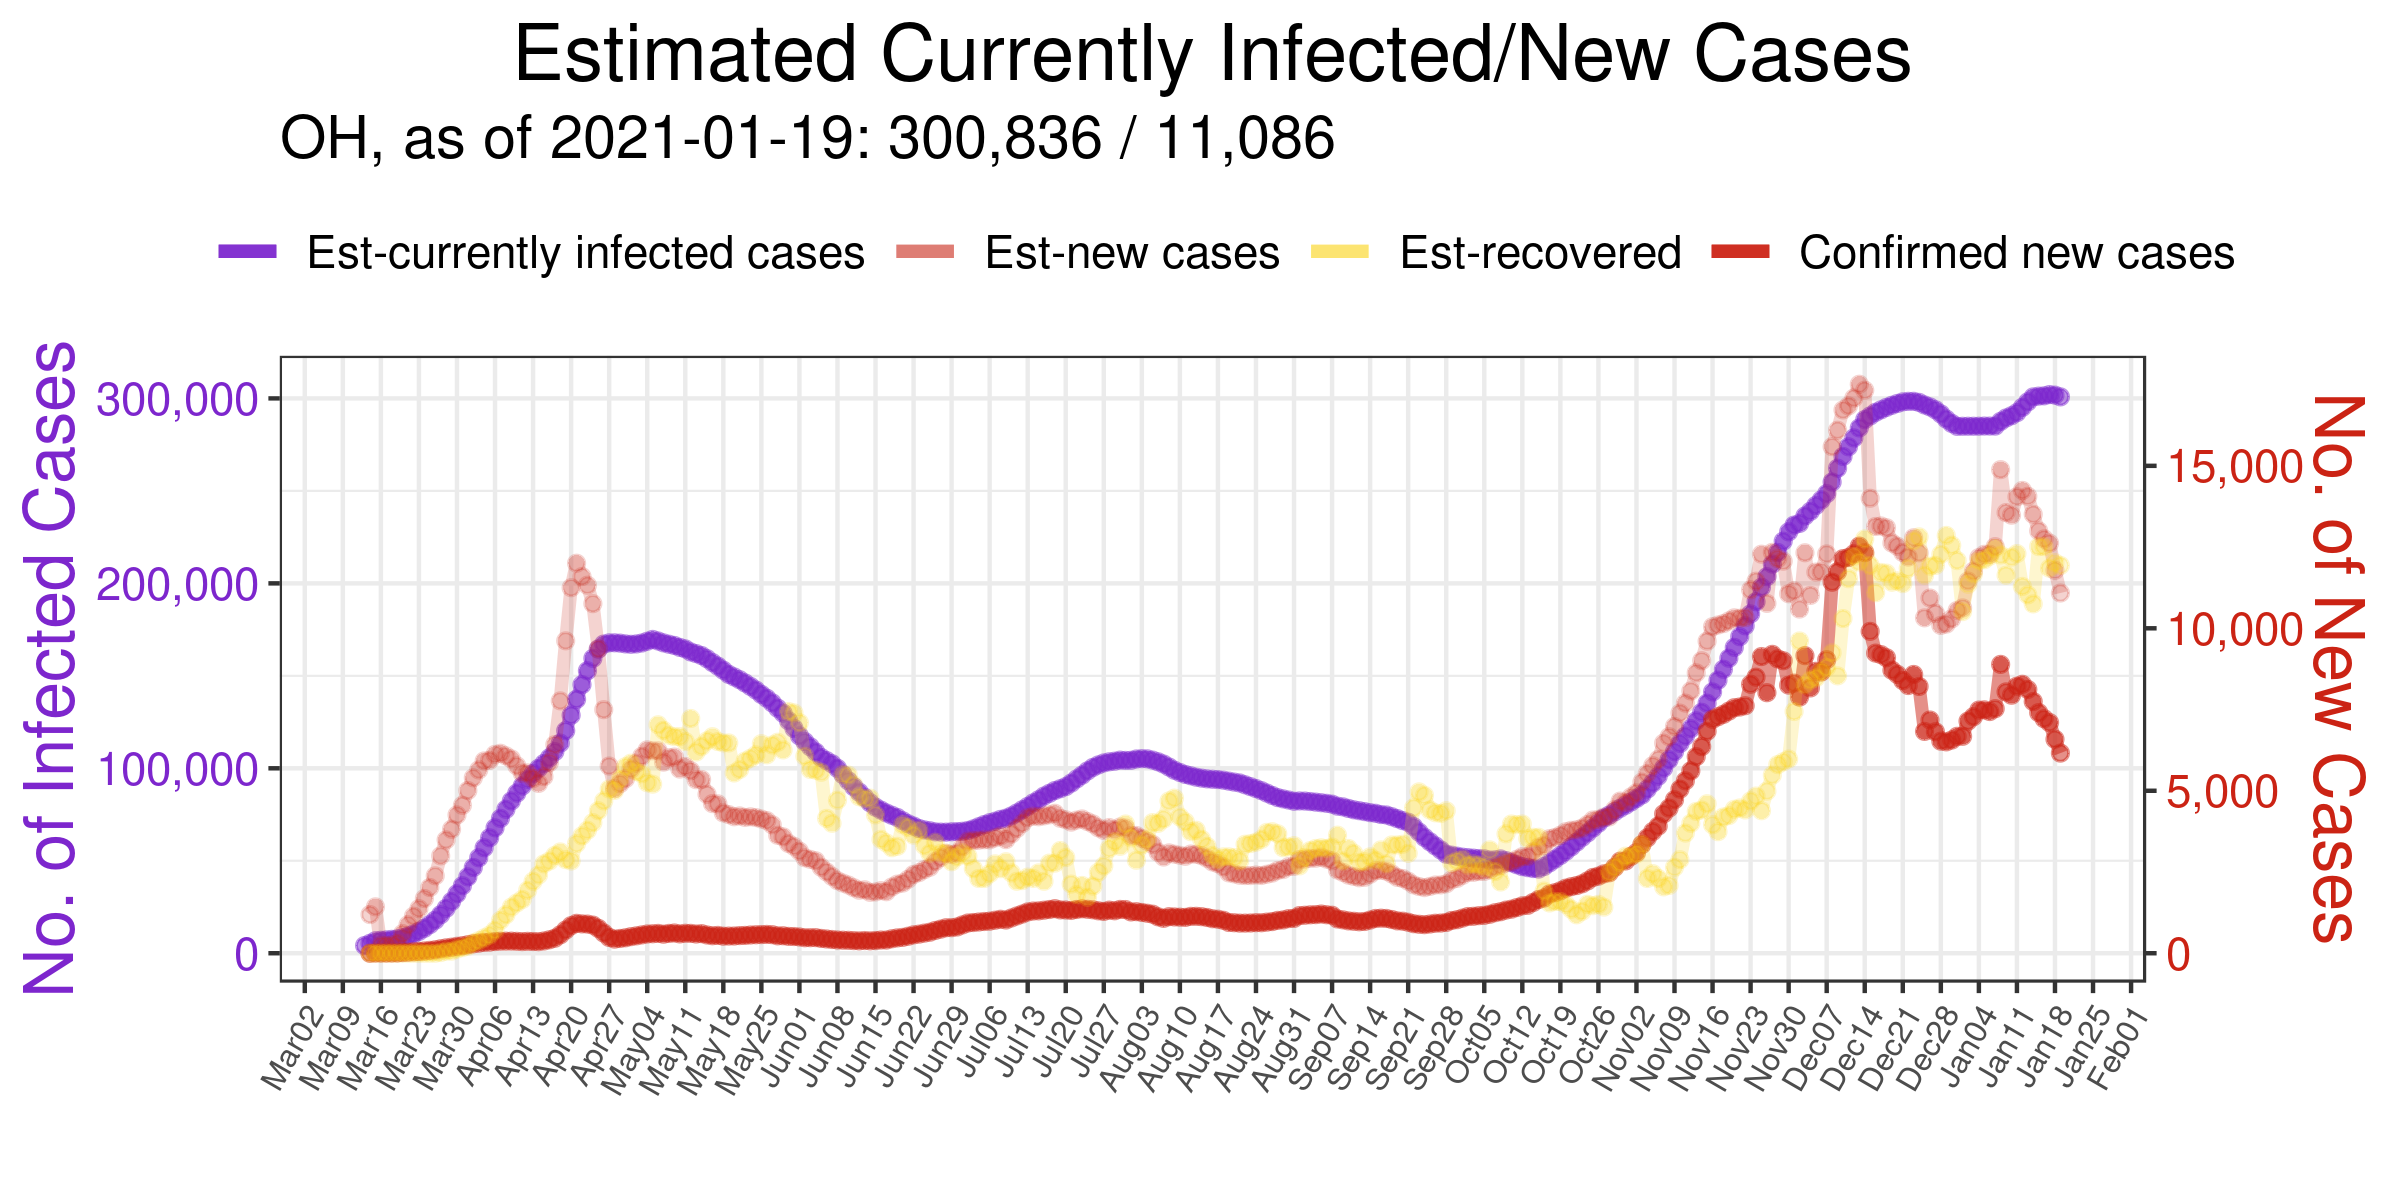 Estimated Currently Infected/New Cases
OH, as of 2021-01-19: 300,836 / 11,086
Est-currently infected cases Est-new cases Est-recovered Confirmed new cases
No. of Infected Cases
300,000
200,000
100,000
0
15,000
10,000
5,000
0
No. of New Cases
Mar02 Mar09 Mar16 Mar23 Mar30 Apr06 Apr13 Apr20 Apr27 May04 May11 May18 May25 Jun01 Jun08 Jun15 Jun22 Jun29 Jul06 Jul13 Jul20 Jul27 Aug03 Aug10 Aug17 Aug24 Aug31 Sep07 Sep14 Sep21 Sep28 Oct05 Oct12 Oct19 Oct26 Nov02 Nov09 Nov16 Nov23 Nov30 Dec07 Dec14 Dec21 Dec28 Jan04 Jan11 Jan18 Jan25 Feb01